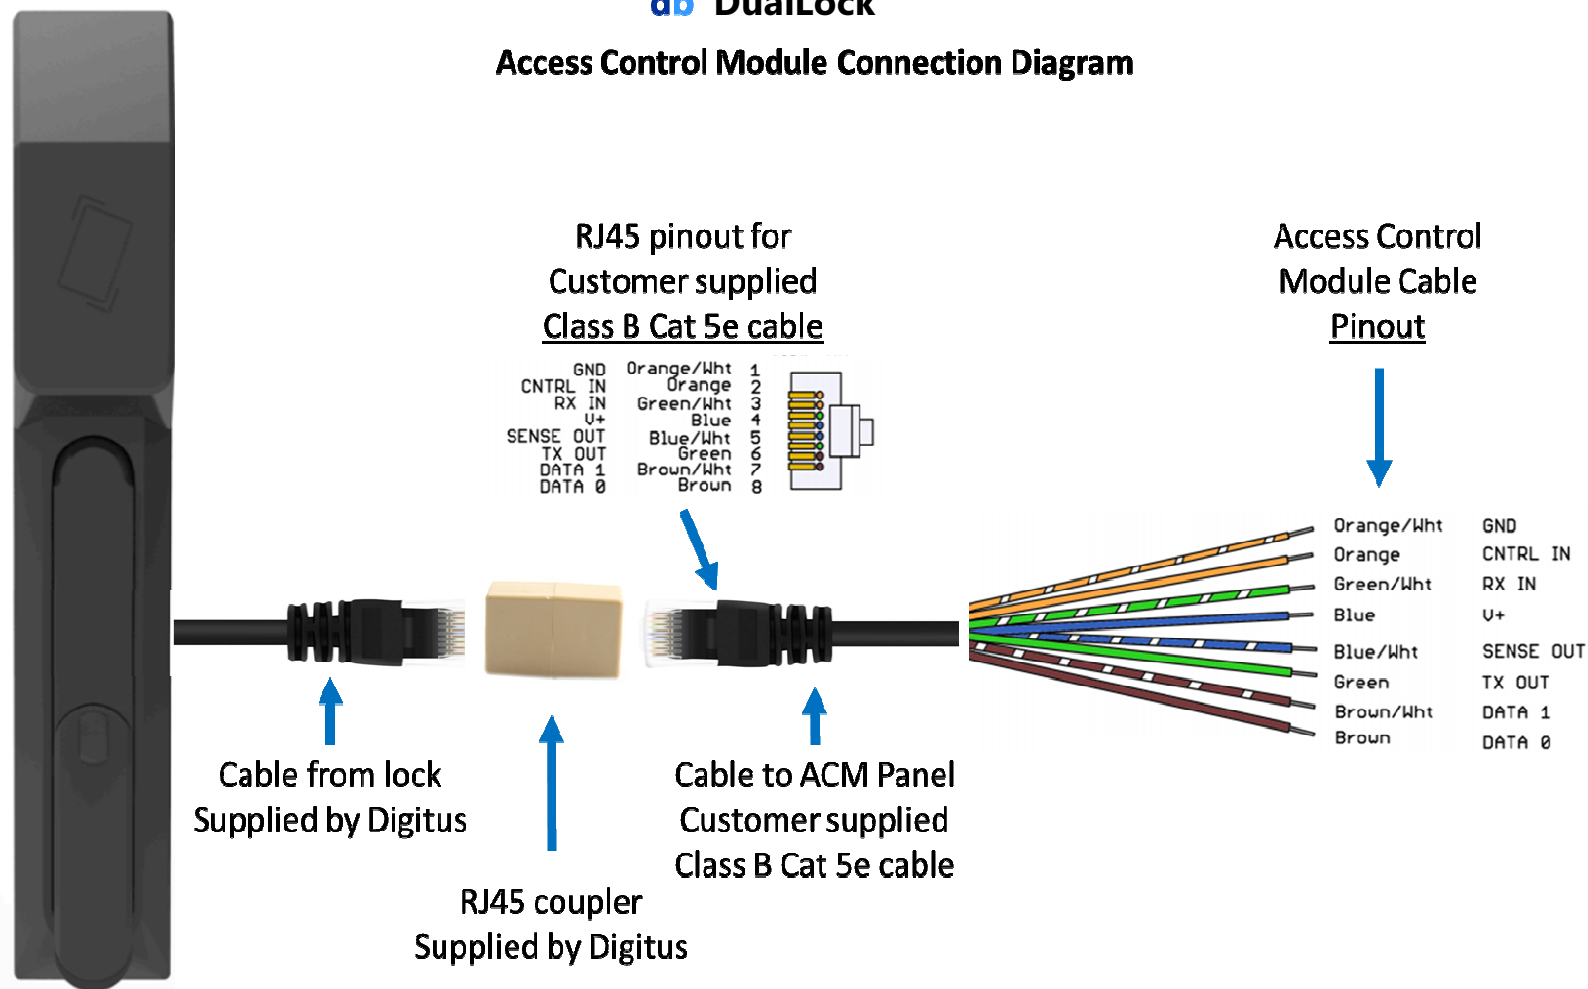 db DualLock
Access Control Module Connection Diagram
RJ45 pinout for
Customer supplied
Class B Cat 5e cable
GND Orange/Wht 1
CNTRL IN Orange 2
RX IN Green/Wht 3
V+ Blue 4
SENSE OUT Blue/Wht 5
TX OUT Green 6
DATA 1 Brown/Wht 7
DATA 0 Brown 8
Access Control
Module Cable
Pinout
Orange/Wht GND
Orange CNTRL IN
Green/Wht RX IN
Blue V+
Blue/Wht SENSE OUT
Green TX OUT
Brown/Wht DATA 1
Brown DATA 0
Cable from lock
Supplied by Digitus
RJ45 coupler
Supplied by Digitus
Cable to ACM Panel
Customer supplied
Class B Cat 5e cable